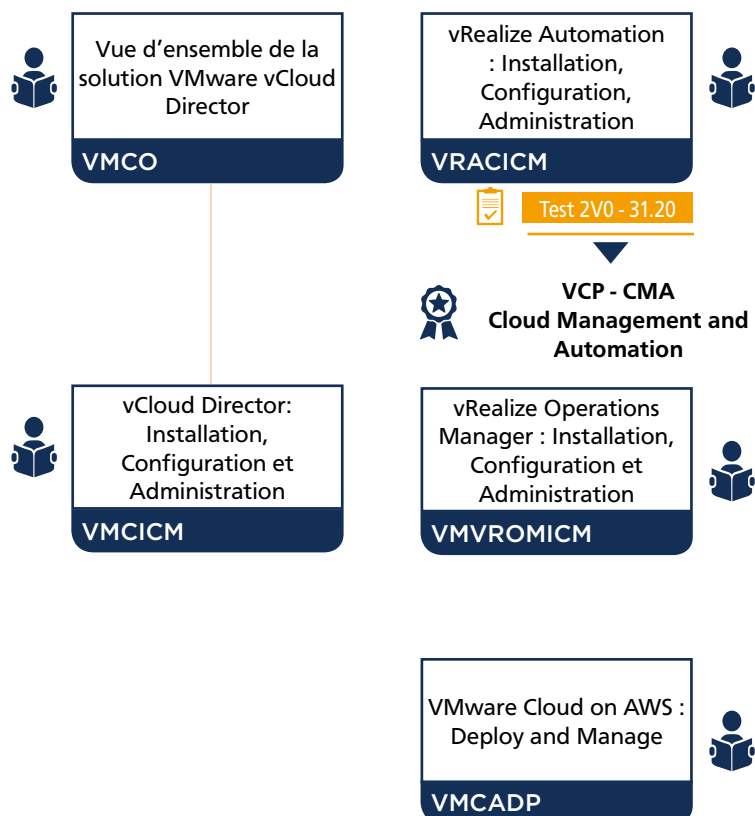 Vue d'ensemble de la
solution VMware vCloud
Director
VMCO
vRealize Automation
: Installation,
Configuration,
Administration
VRACICM
Test 2V0 - 31.20
VCP - CMA
Cloud Management and
Automation
vCloud Director:
Installation,
Configuration et
Administration
VMCICM
vRealize Operations
Manager : Installation,
Configuration et
Administration
VMVROMICM
VMware Cloud on AWS :
Deploy and Manage
VMCADP